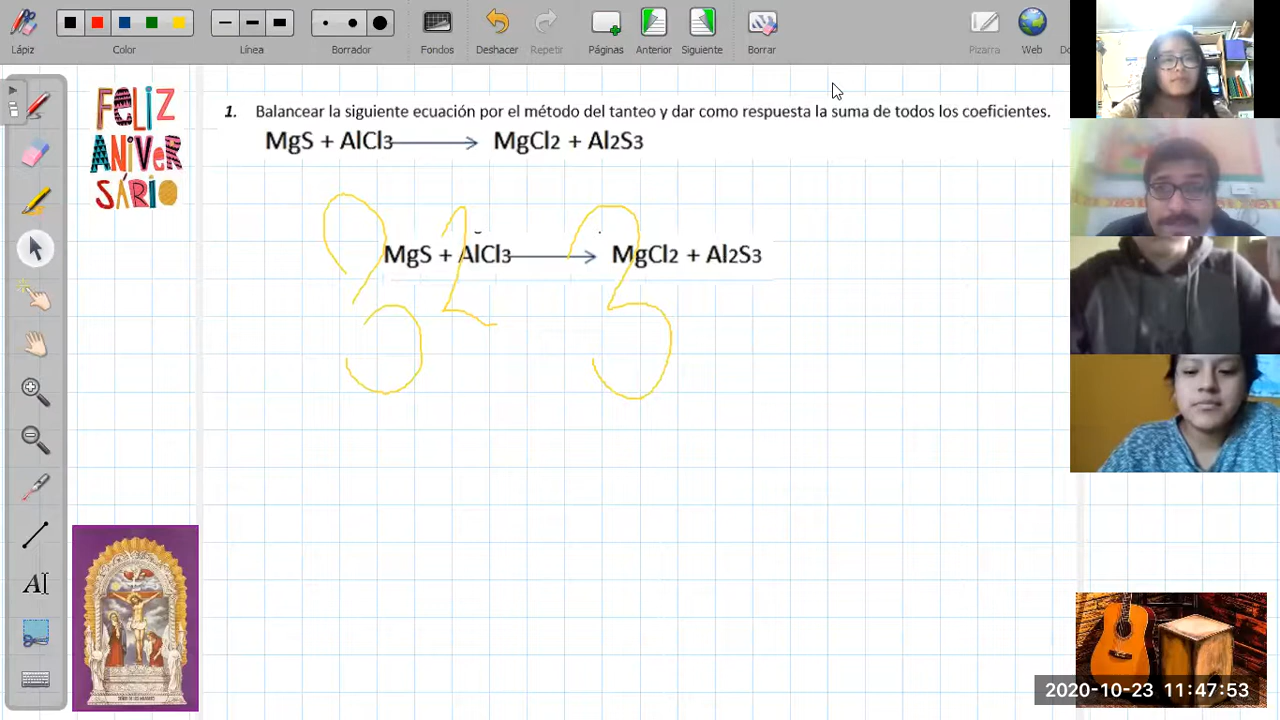 Lápiz Color Línea Borrador Fondos Deshacer Páginas Anterior Siguiente Borrar Pizarra Web
FELIZ
ANIVER
SÁRIO
1. Balancear la siguiente ecuación por el método del tanteo y dar como respuesta la suma de todos los coeficientes.
MgS + AlCl3 → MgCl2 + Al2S3
3 2 3
MgS + AlCl3 → MgCl2 + Al2S3
A
2020-10-23 11:47:53